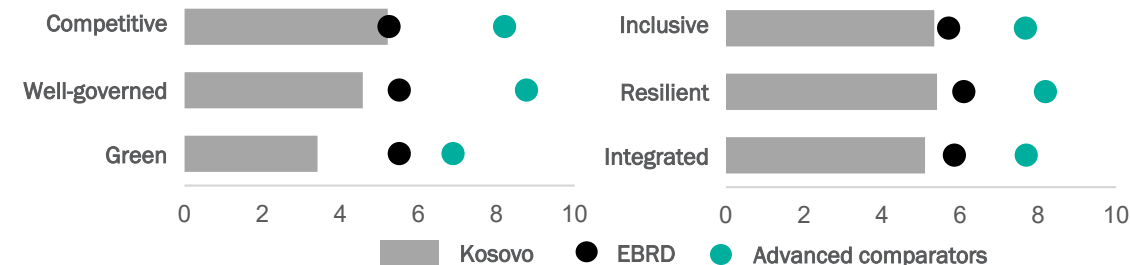 Competitive
Well-governed
Green
0 2 4 6 8 10
Inclusive
Resilient
Integrated
0 2 4 6 8 10
Kosovo EBRD Advanced comparators